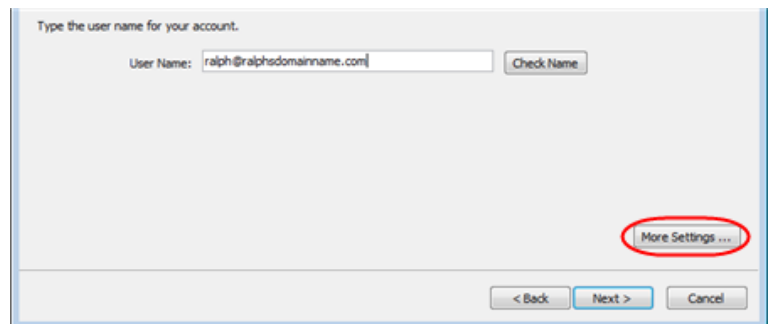 Type the user name for your account.
User Name: ralph@ralphsdomainname.com Check Name
More Settings ...
< Back Next > Cancel